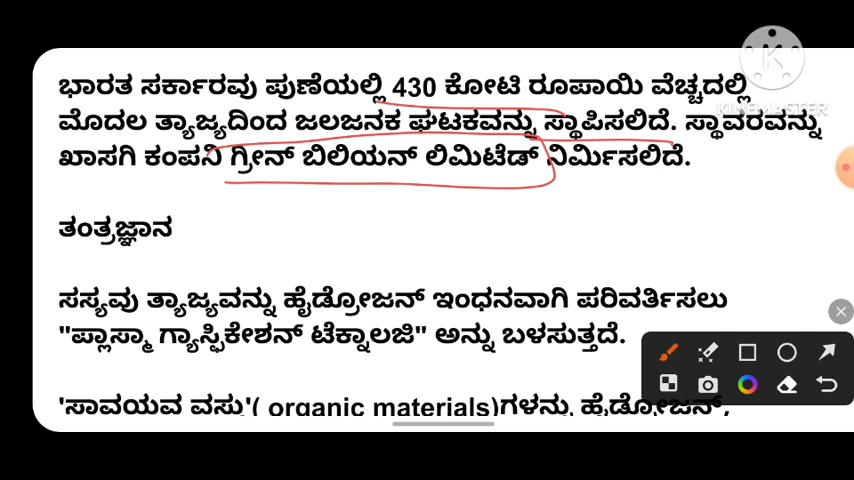 ಭಾರತ ಸರ್ಕಾರವು ಪುಣೆಯಲ್ಲಿ 430 ಕೋಟಿ ರೂಪಾಯಿ ವೆಚ್ಚದಲ್ಲಿ
ಮೊದಲ ತ್ಯಾಜ್ಯದಿಂದ ಜಲಜನಕ ಘಟಕವನ್ನು ಸ್ಥಾಪಿಸಲಿದೆ. ಸ್ಥಾವರವನ್ನು
ಖಾಸಗಿ ಕಂಪನಿ ಗ್ರೀನ್ ಬಿಲಿಯನ್ ಲಿಮಿಟೆಡ್ ನಿರ್ಮಿಸಲಿದೆ.
ತಂತ್ರಜ್ಞಾನ
ಸಸ್ಯವು ತ್ಯಾಜ್ಯವನ್ನು ಹೈಡ್ರೋಜನ್ ಇಂಧನವಾಗಿ ಪರಿವರ್ತಿಸಲು
"ಪ್ಲಾಸ್ಮಾ ಗ್ಯಾಸ್ಫಿಕೇಶನ್ ಟೆಕ್ನಾಲಜಿ" ಅನ್ನು ಬಳಸುತ್ತದೆ.
'ಸಾವಯವ ವಸ್ತು'( organic materials)ಗಳನ್ನು ಹೈಡ್ರೋಜನ್,
K
KINEMASTER